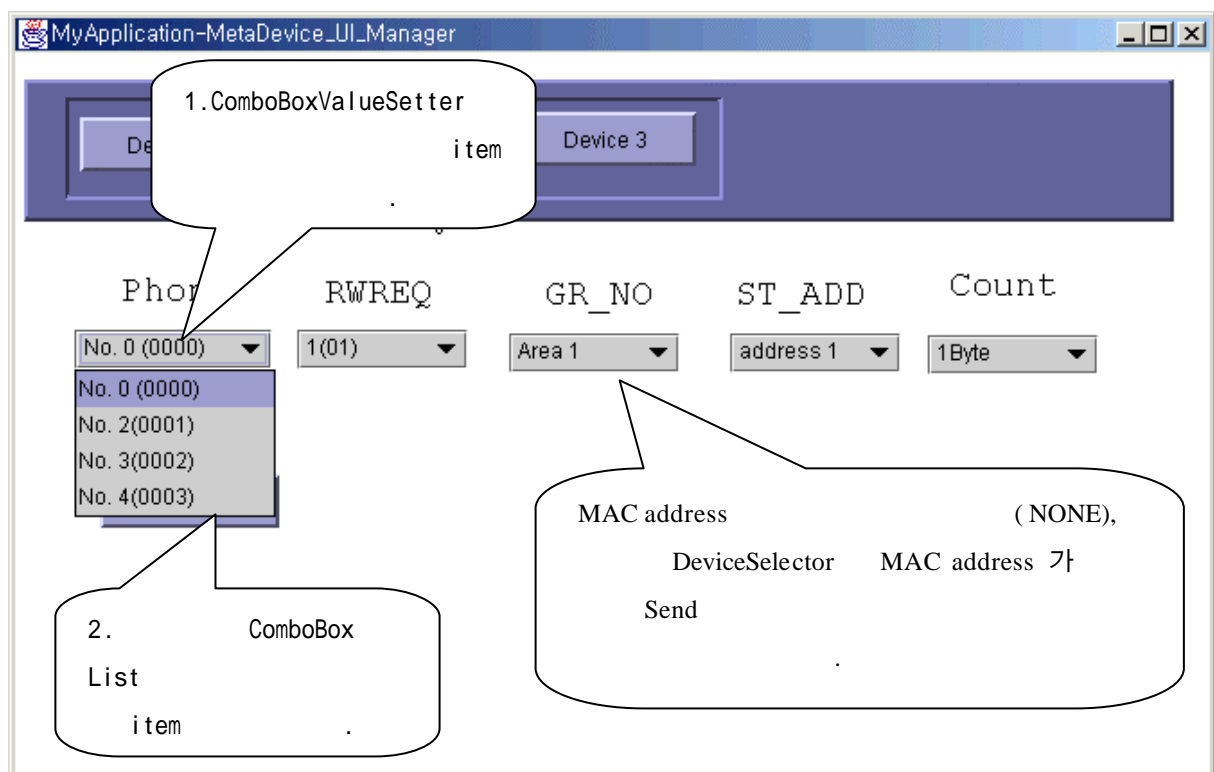 MyApplication-MetaDevice_UI_Manager
1.ComboBoxValueSetter
item
.
De
Device 3
Phon
RWREQ
GR_NO
ST_ADD
Count
No. 0 (0000)
1(01)
Area 1
address 1
1Byte
No. 0 (0000)
No. 2(0001)
No. 3(0002)
No. 4(0003)
MAC address ( NONE),
DeviceSelector MAC address 가
Send
.
2. ComboBox
List
item .